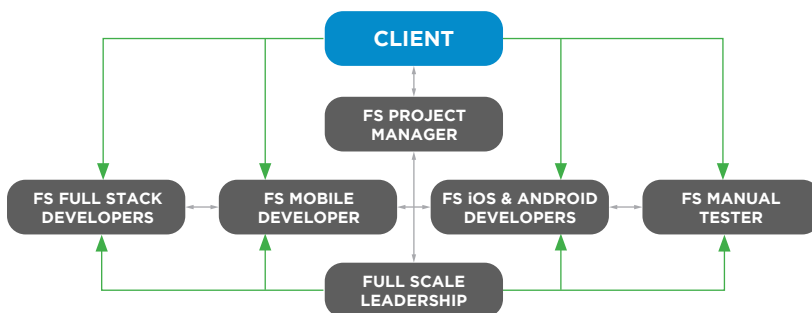 CLIENT
FS PROJECT
MANAGER
FS FULL STACK
DEVELOPERS
FS MOBILE
DEVELOPER
FS iOS & ANDROID
DEVELOPERS
FS MANUAL
TESTER
FULL SCALE
LEADERSHIP